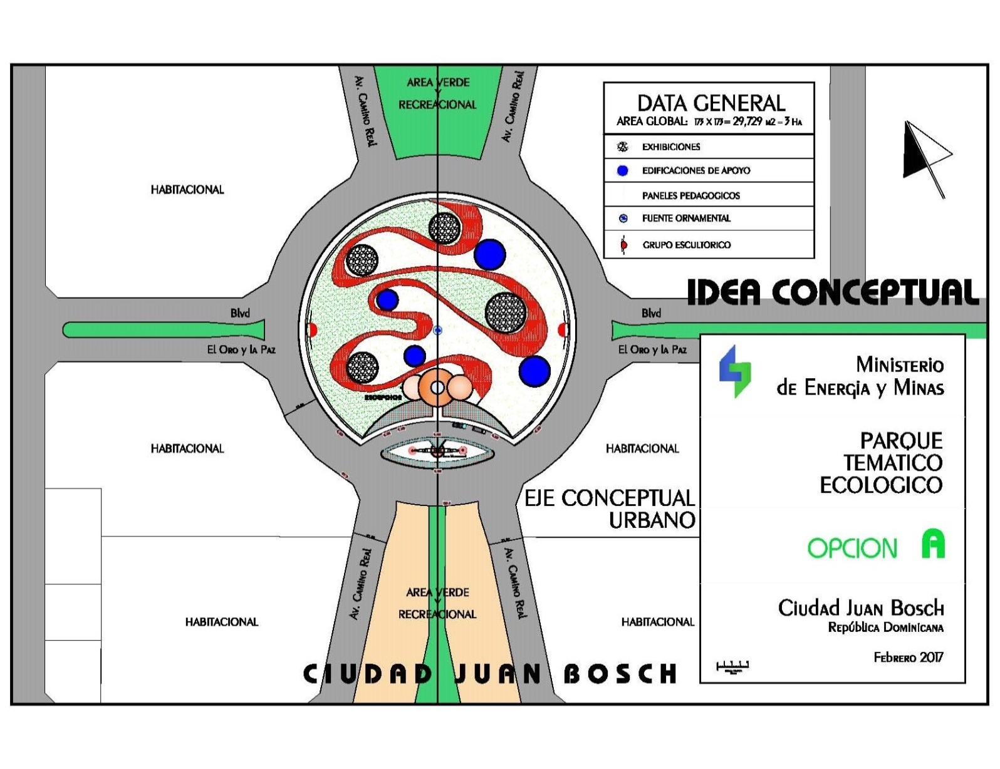 AREA VERDE
Y
RECREACIONAL
Av. Camino Real
Av. Camino Real
DATA GENERAL
AREA GLOBAL: 173 X 173 = 29,729 M2 = 3 HA
EXHIBICIONES
EDIFICACIONES DE APOYO
PANELES PEDAGOGICOS
FUENTE ORNAMENTAL
GRUPO ESCULTORICO
HABITACIONAL
IDEA CONCEPTUAL
Blvd
El Oro y la Paz
Blvd
El Oro y la Paz
Ministerio
de Energia y Minas
PARQUE
TEMATICO
ECOLOGICO
OPCION A
Ciudad Juan Bosch
República Dominicana
Febrero 2017
HABITACIONAL
HABITACIONAL
EJE CONCEPTUAL
URBANO
Av. Camino Real
Av. Camino Real
AREA VERDE
Y
RECREACIONAL
HABITACIONAL
HABITACIONAL
CIUDAD JUAN BOSCH